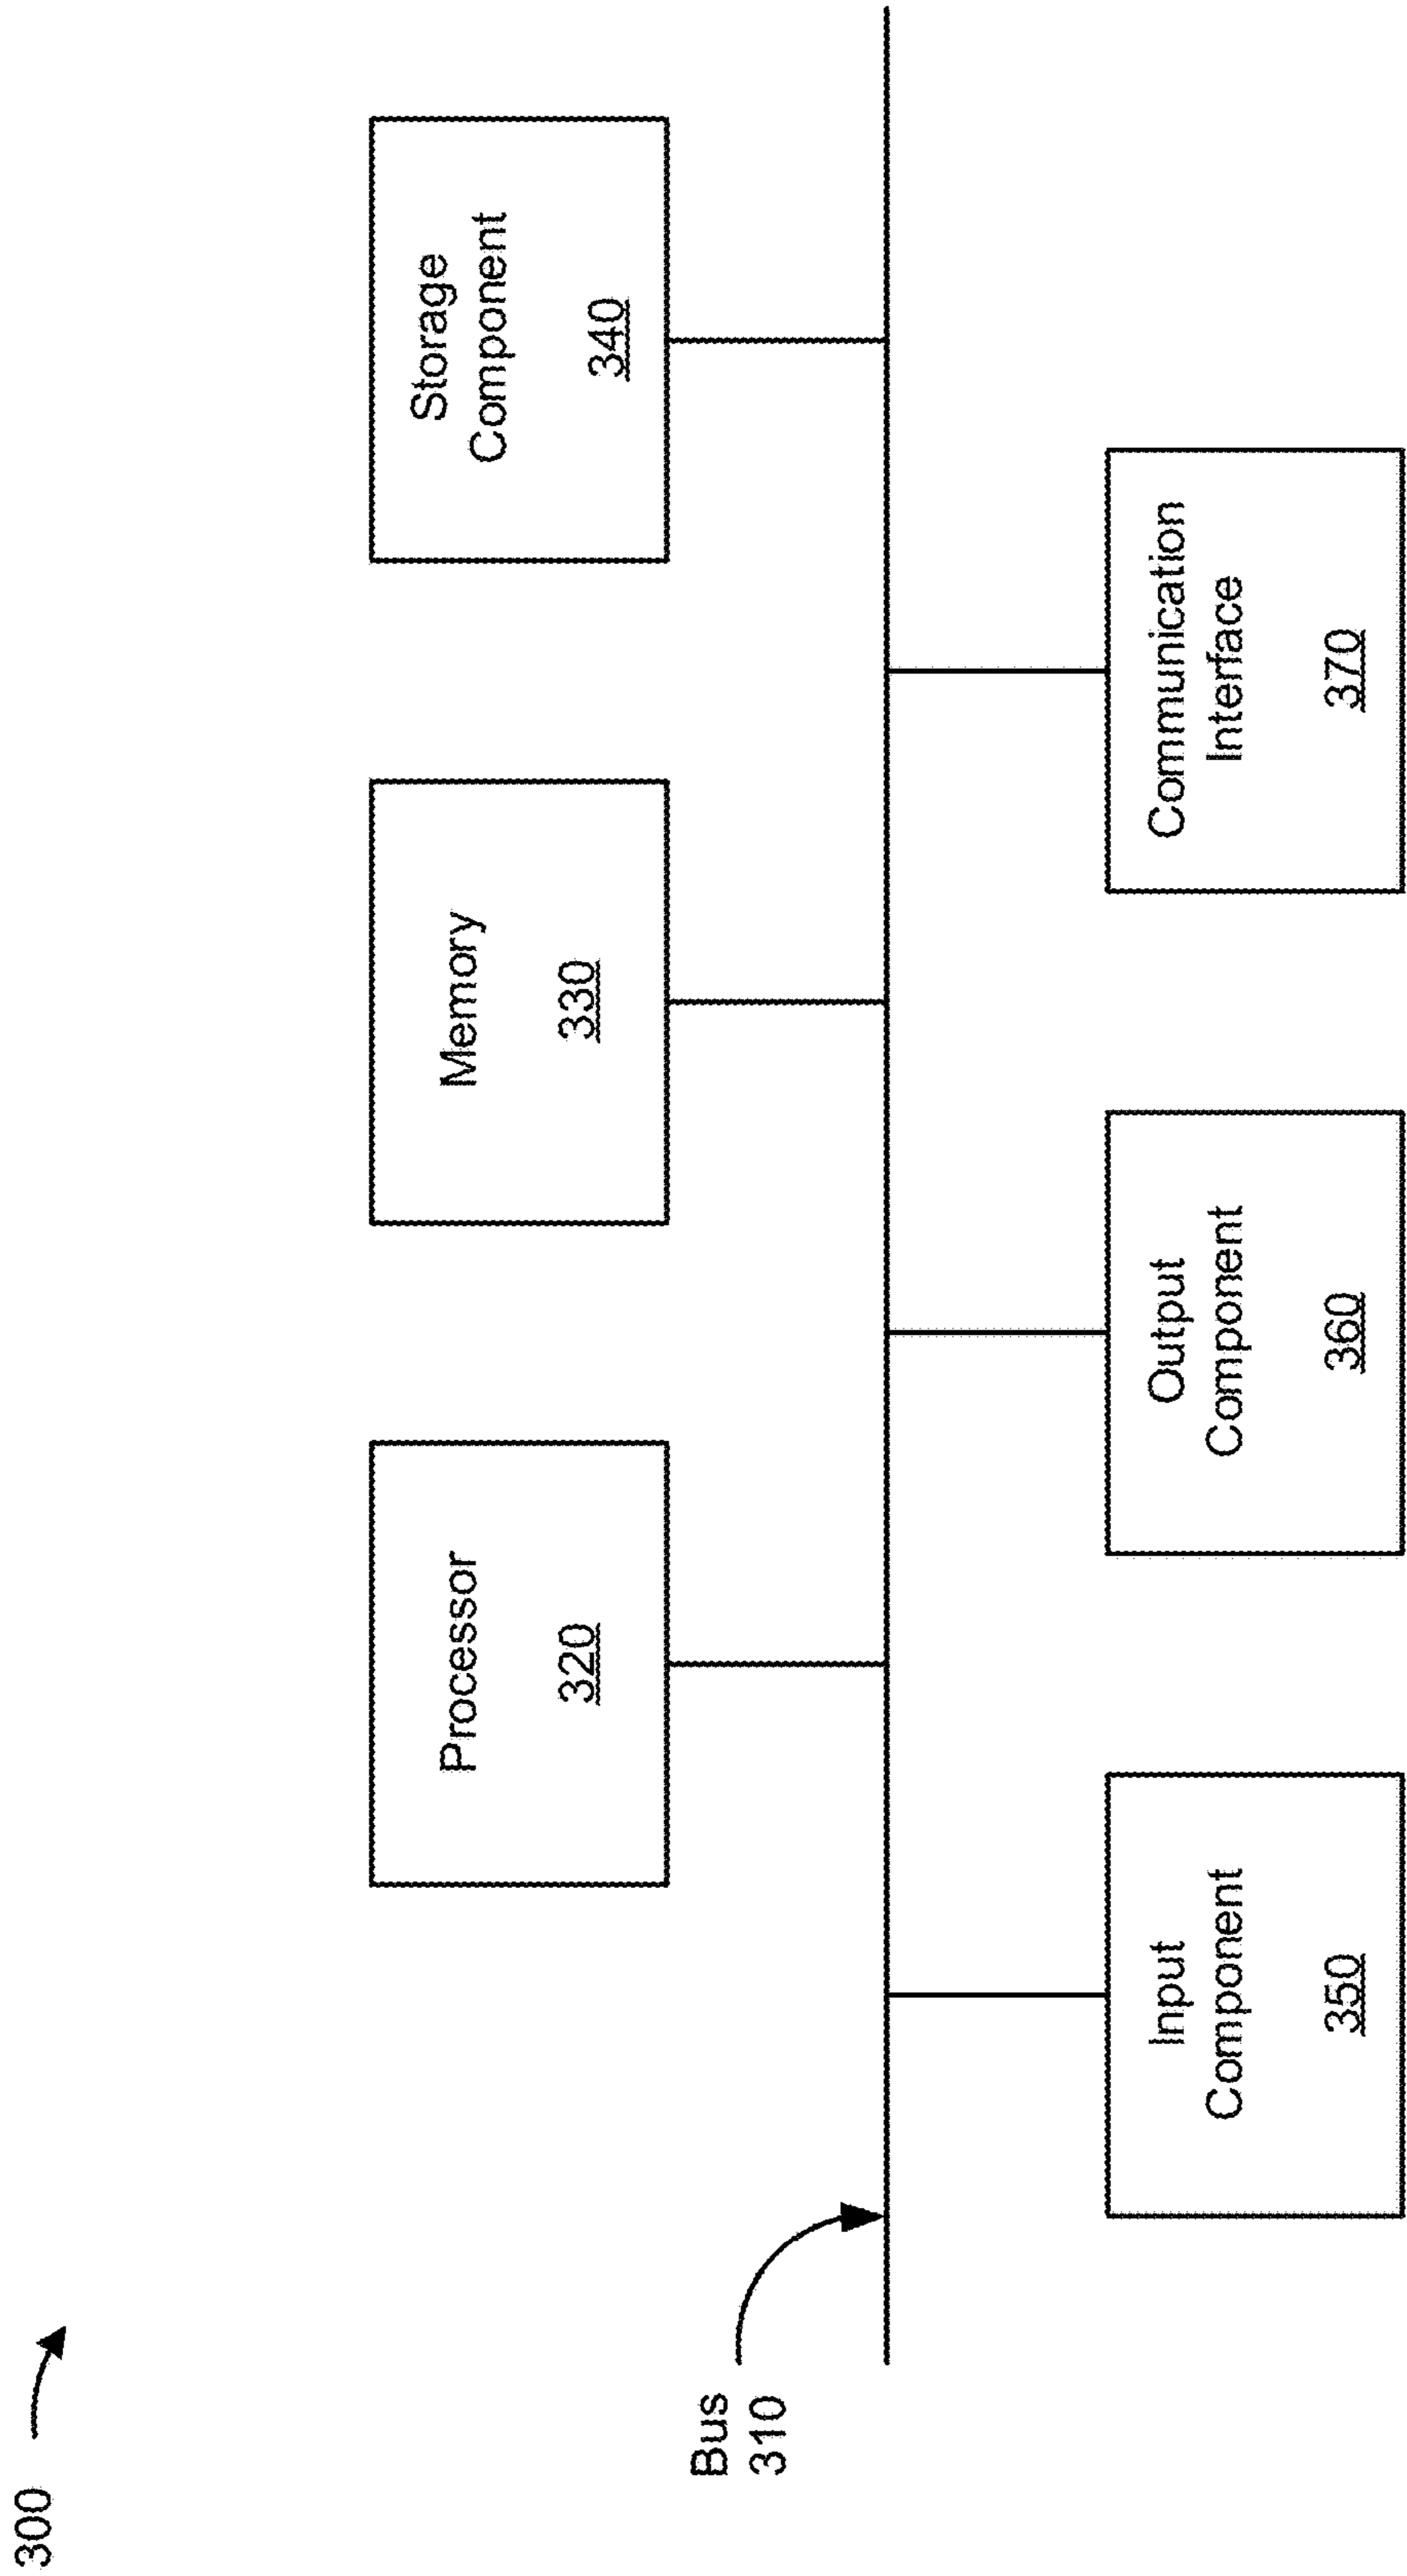 300
Bus
310
Processor
320
Memory
330
Storage
Component
340
Input
Component
350
Output
Component
360
Communication
Interface
370